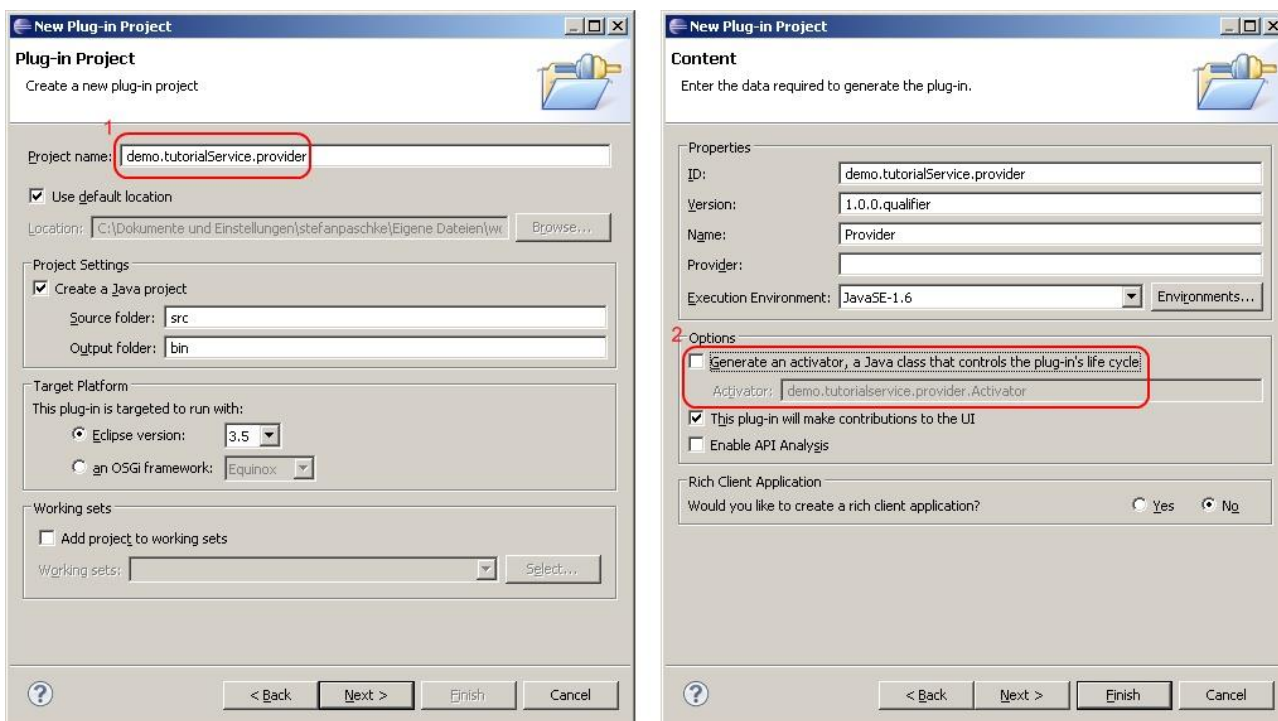 New Plug-in Project
Plug-in Project
Create a new plug-in project
1
Project name: demo.tutorialService.provider
Use default location
Location: C:\Dokumente und Einstellungen\stefanpaschke\Eigene Dateien\wo Browse...
Project Settings
Create a Java project
Source folder: src
Output folder: bin
Target Platform
This plug-in is targeted to run with:
Eclipse version: 3.5
an OSGi framework: Equinox
Working sets
Add project to working sets
Working sets: Select...
? < Back Next > Finish Cancel
New Plug-in Project
Content
Enter the data required to generate the plug-in.
Properties
ID: demo.tutorialService.provider
Version: 1.0.0.qualifier
Name: Provider
Provider:
Execution Environment: JavaSE-1.6 Environments...
2 Options
Generate an activator, a Java class that controls the plug-in's life cycle
Activator: demo.tutorialservice.provider.Activator
This plug-in will make contributions to the UI
Enable API Analysis
Rich Client Application
Would you like to create a rich client application? Yes No
? < Back Next > Finish Cancel